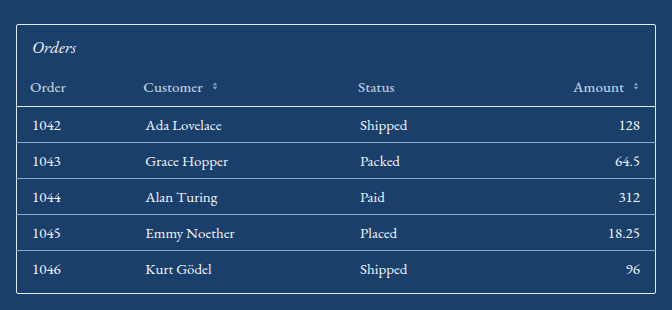 Orders
Order Customer Status Amount
1042 Ada Lovelace Shipped 128
1043 Grace Hopper Packed 64.5
1044 Alan Turing Paid 312
1045 Emmy Noether Placed 18.25
1046 Kurt Gödel Shipped 96